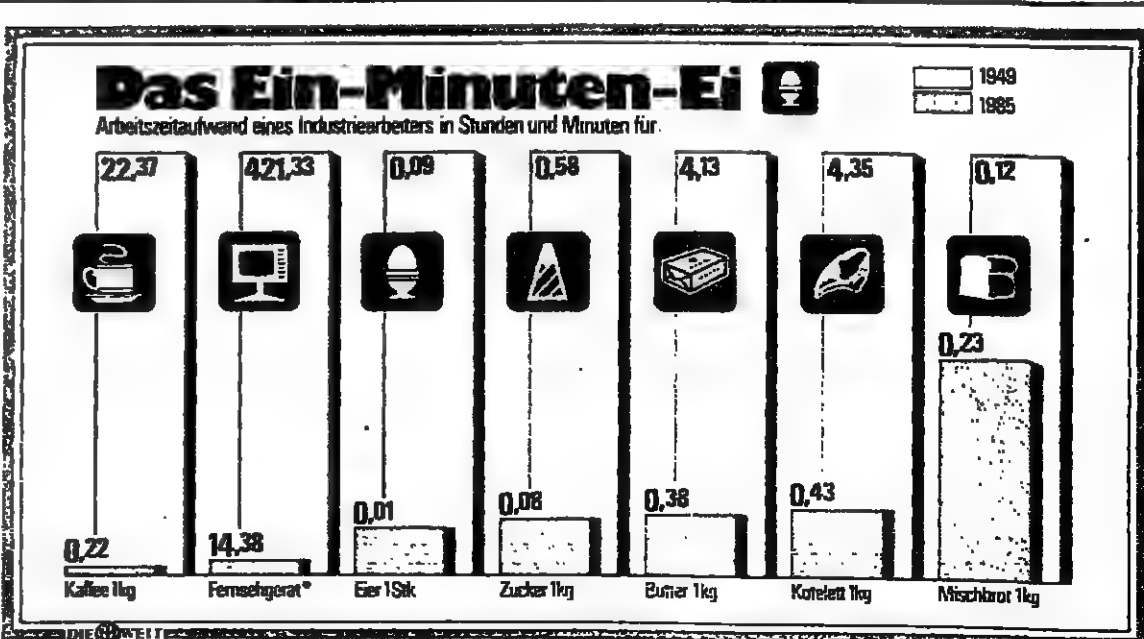 Das Ein-Minuten-Ei
1949
1985
Arbeitszeitaufwand eines Industriearbeiters in Stunden und Minuten für.
22,37 421,33 0,09 0,58 4,13 4,35 0,12
0,22 14,38 0,01 0,08 0,38 0,43 0,23
Kaffee 1kg Fernsehgerät* Eier 1Stk Zucker 1kg Butter 1kg Kotelett 1kg Mischbrot 1kg
DIE WELT